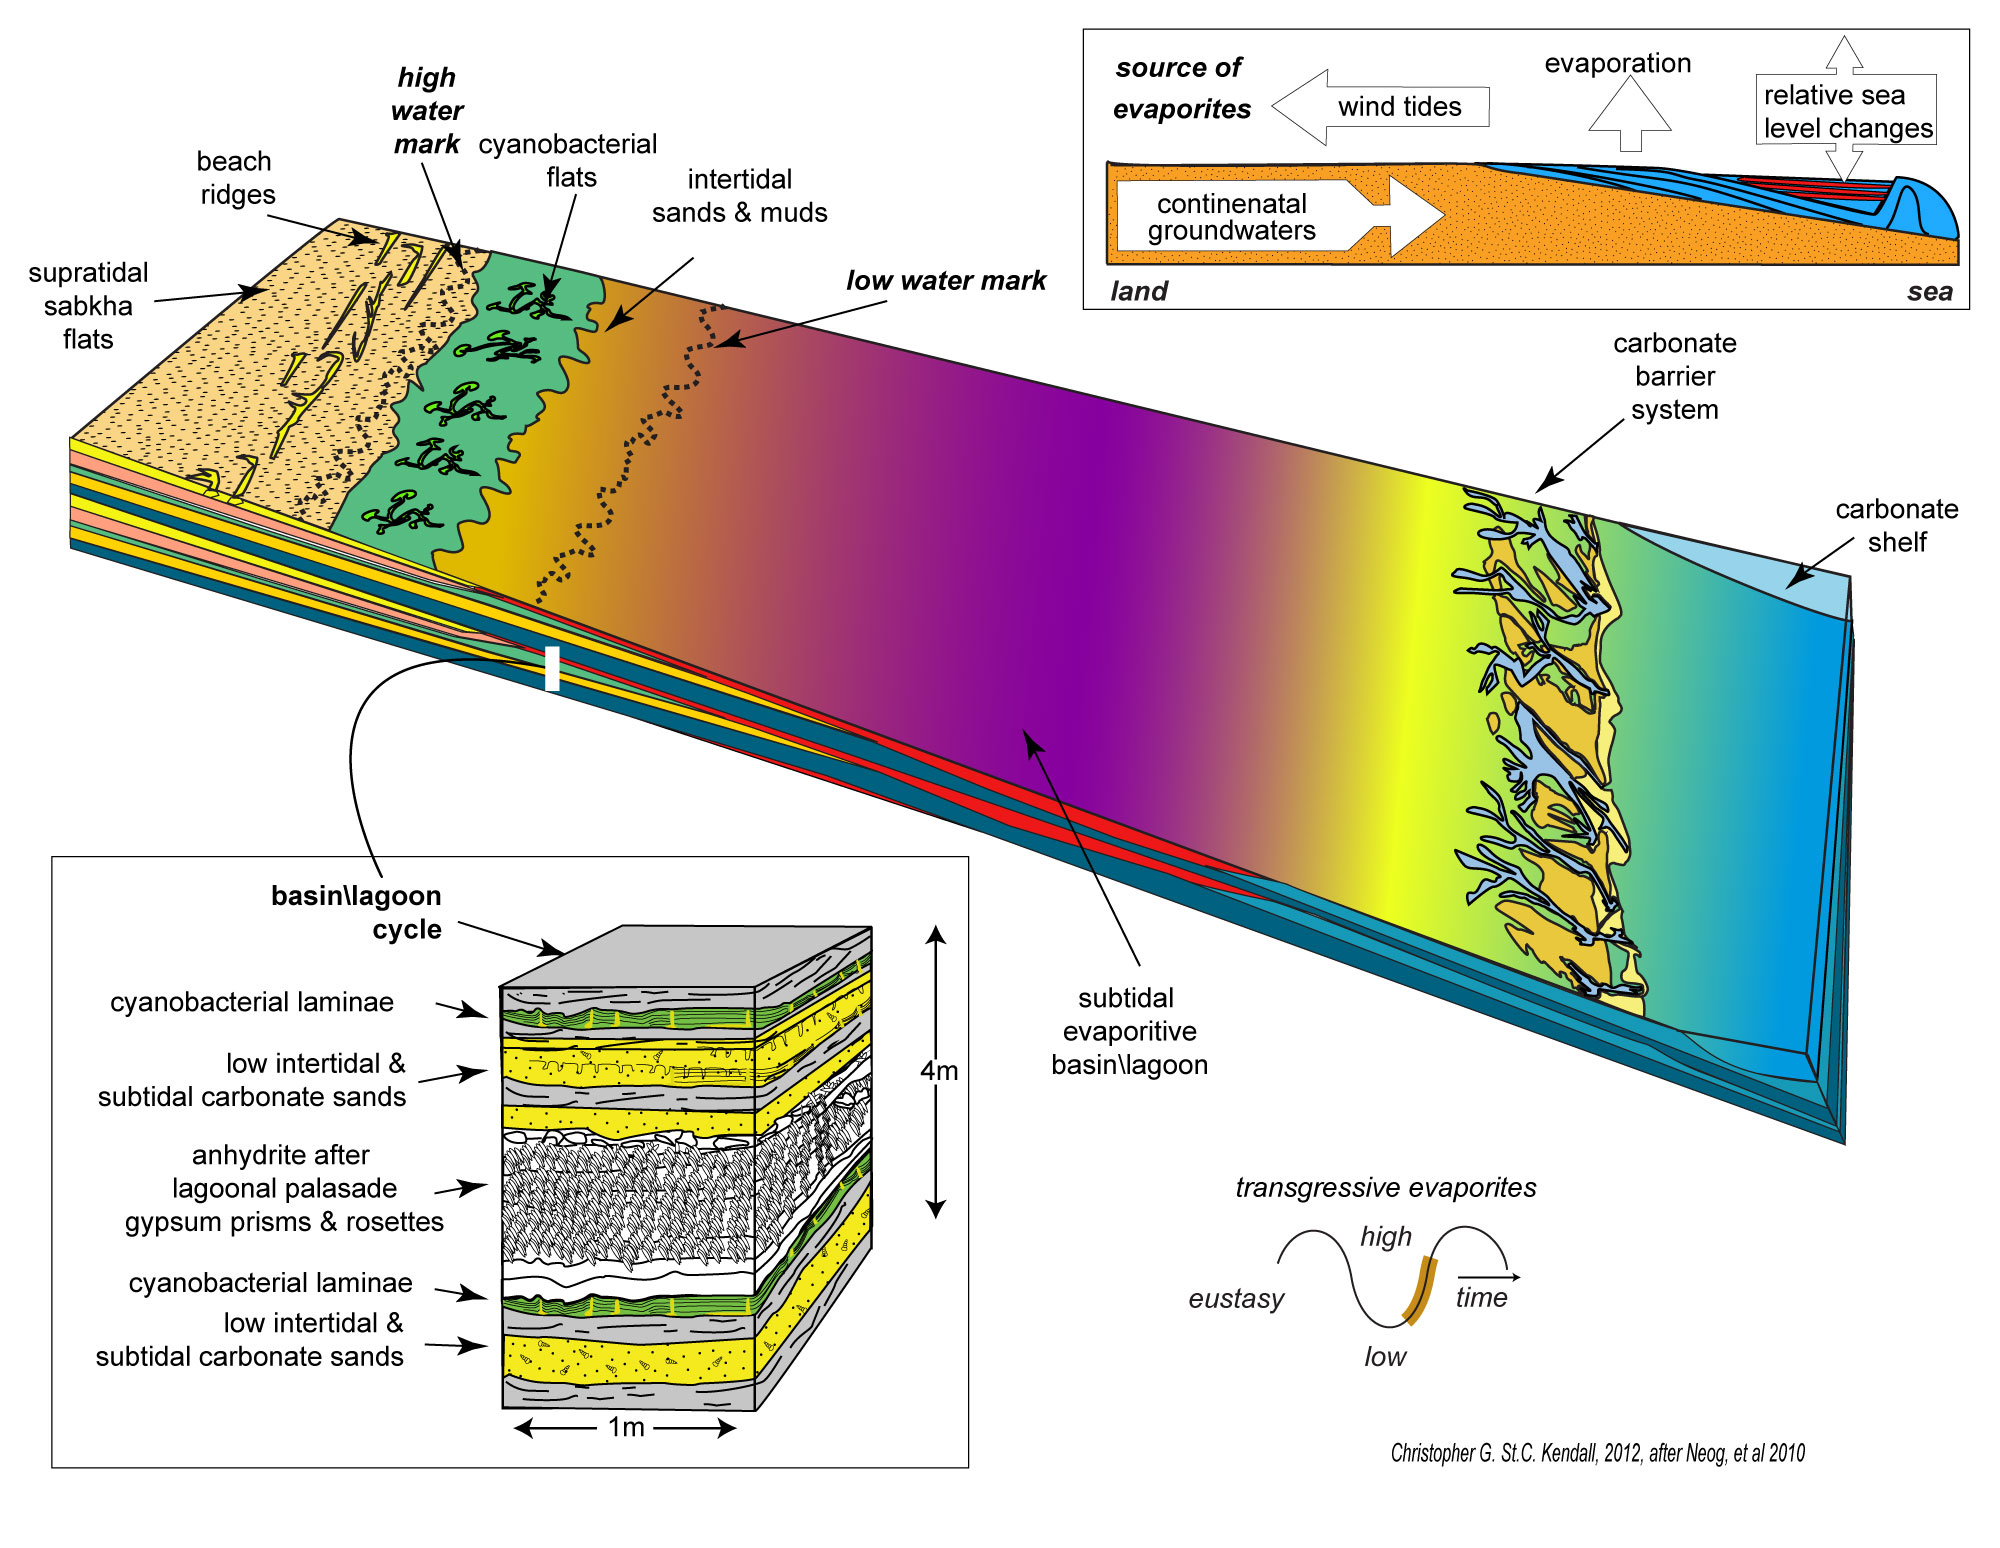 high
water
mark
cyanobacterial
flats
beach
ridges
intertidal
sands & muds
supratidal
sabkha
flats
low water mark
source of
evaporites
wind tides
evaporation
relative sea
level changes
continenatal
groundwaters
land
sea
carbonate
barrier
system
carbonate
shelf
subtidal
evaporitive
basin\lagoon
basin\lagoon
cycle
cyanobacterial laminae
low intertidal &
subtidal carbonate sands
anhydrite after
lagoonal palasade
gypsum prisms & rosettes
cyanobacterial laminae
low intertidal &
subtidal carbonate sands
4m
1m
transgressive evaporites
high
eustasy
time
low
Christopher G. St.C. Kendall, 2012, after Neog, et al 2010